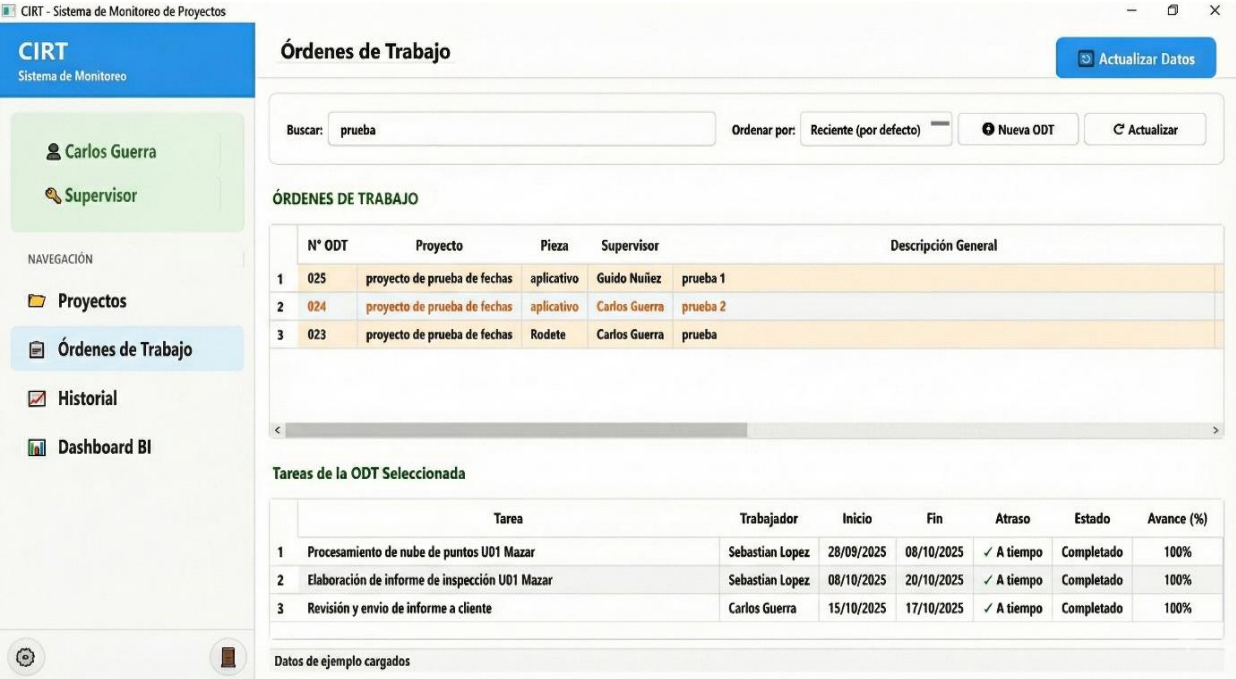 CIRT - Sistema de Monitoreo de Proyectos
CIRT
Sistema de Monitoreo
Carlos Guerra
Supervisor
NAVEGACIÓN
Proyectos
Órdenes de Trabajo
Historial
Dashboard BI
Órdenes de Trabajo
Actualizar Datos
Buscar: prueba Ordenar por: Reciente (por defecto) Nueva ODT Actualizar
ÓRDENES DE TRABAJO
N° ODT Proyecto Pieza Supervisor Descripción General
1 025 proyecto de prueba de fechas aplicativo Guido Nuñez prueba 1
2 024 proyecto de prueba de fechas aplicativo Carlos Guerra prueba 2
3 023 proyecto de prueba de fechas Rodete Carlos Guerra prueba
Tareas de la ODT Seleccionada
Tarea Trabajador Inicio Fin Atraso Estado Avance (%)
1 Procesamiento de nube de puntos U01 Mazar Sebastian Lopez 28/09/2025 08/10/2025 ✓ A tiempo Completado 100%
2 Elaboración de informe de inspección U01 Mazar Sebastian Lopez 08/10/2025 20/10/2025 ✓ A tiempo Completado 100%
3 Revisión y envio de informe a cliente Carlos Guerra 15/10/2025 17/10/2025 ✓ A tiempo Completado 100%
Datos de ejemplo cargados